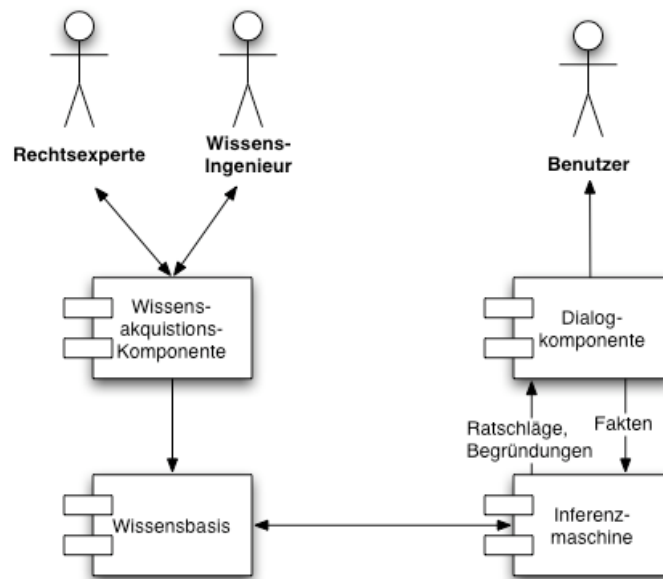 Rechtsexperte
Wissens-
Ingenieur
Benutzer
Wissens-
akquistions-
Komponente
Dialog-
komponente
Ratschläge,
Begründungen
Fakten
Wissensbasis
Inferenz-
maschine